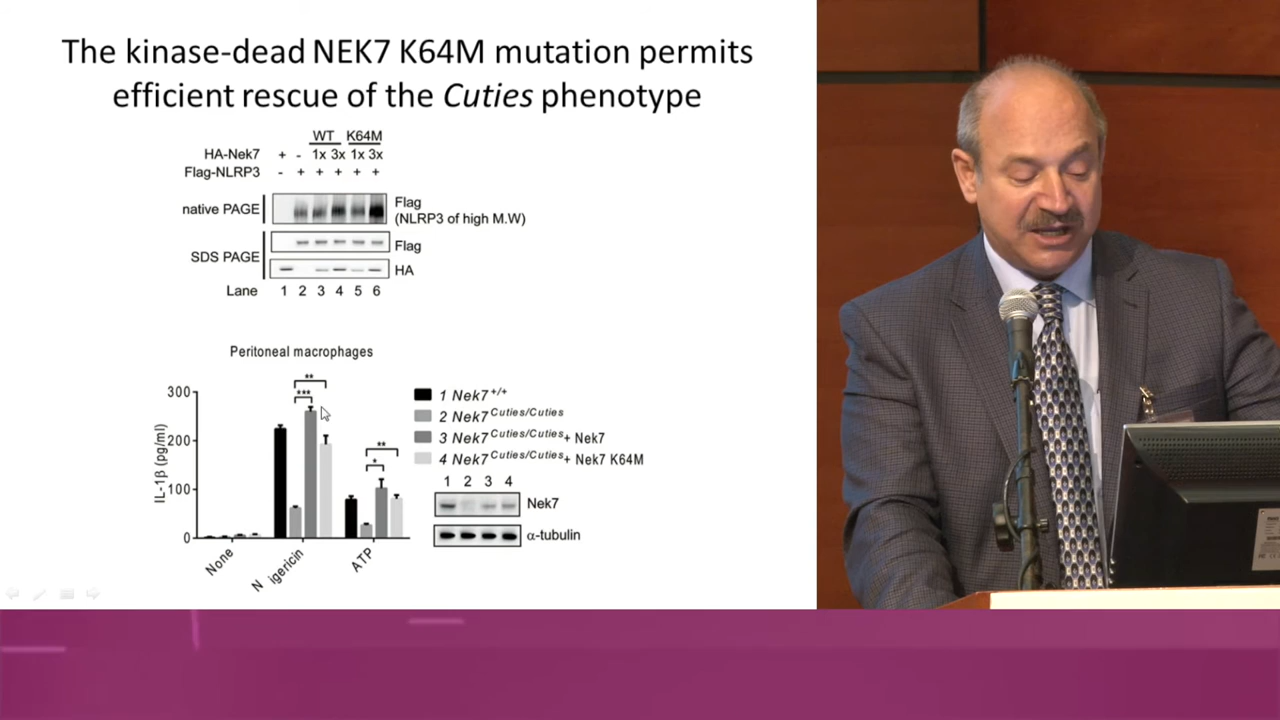 The kinase-dead NEK7 K64M mutation permits
efficient rescue of the Cuties phenotype
WT K64M
HA-Nek7 + - 1x 3x 1x 3x
Flag-NLRP3 - + + + + +
native PAGE
Flag
(NLRP3 of high M.W)
SDS PAGE
Flag
HA
Lane 1 2 3 4 5 6
Peritoneal macrophages
IL-1β (pg/ml)
300
200
100
0
** 
***
**
*
None
N igericin
ATP
1 Nek7+/+
2 Nek7Cuties/Cuties
3 Nek7Cuties/Cuties+ Nek7
4 Nek7Cuties/Cuties+ Nek7 K64M
1 2 3 4
Nek7
α-tubulin